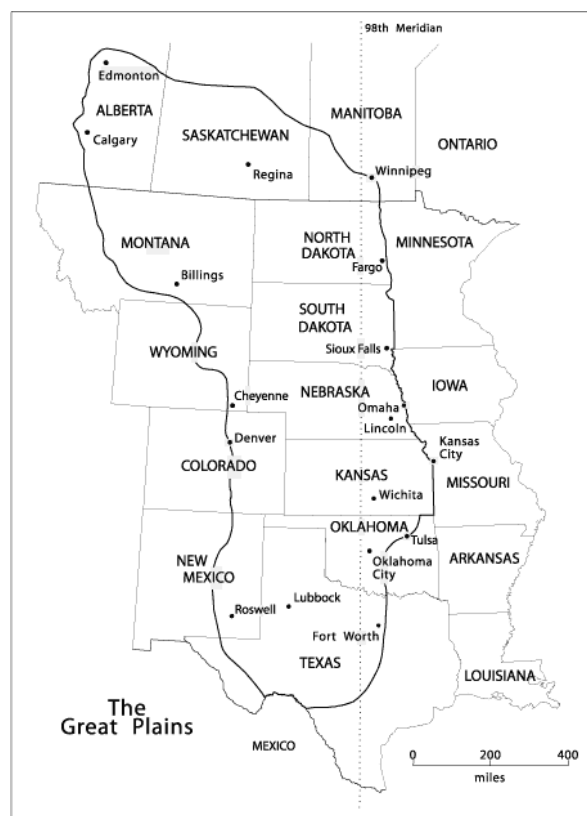 98th Meridian
Edmonton
ALBERTA
MANITOBA
SASKATCHEWAN
Calgary
ONTARIO
Regina
Winnipeg
MONTANA
NORTH
DAKOTA
MINNESOTA
Fargo
Billings
SOUTH
DAKOTA
WYOMING
Sioux Falls
NEBRASKA
IOWA
Cheyenne
Omaha
Lincoln
Denver
Kansas
City
COLORADO
KANSAS
MISSOURI
Wichita
OKLAHOMA
Tulsa
NEW
MEXICO
Oklahoma
City
ARKANSAS
Lubbock
Roswell
Fort Worth
TEXAS
LOUISIANA
The
Great Plains
MEXICO
0 200 400
miles